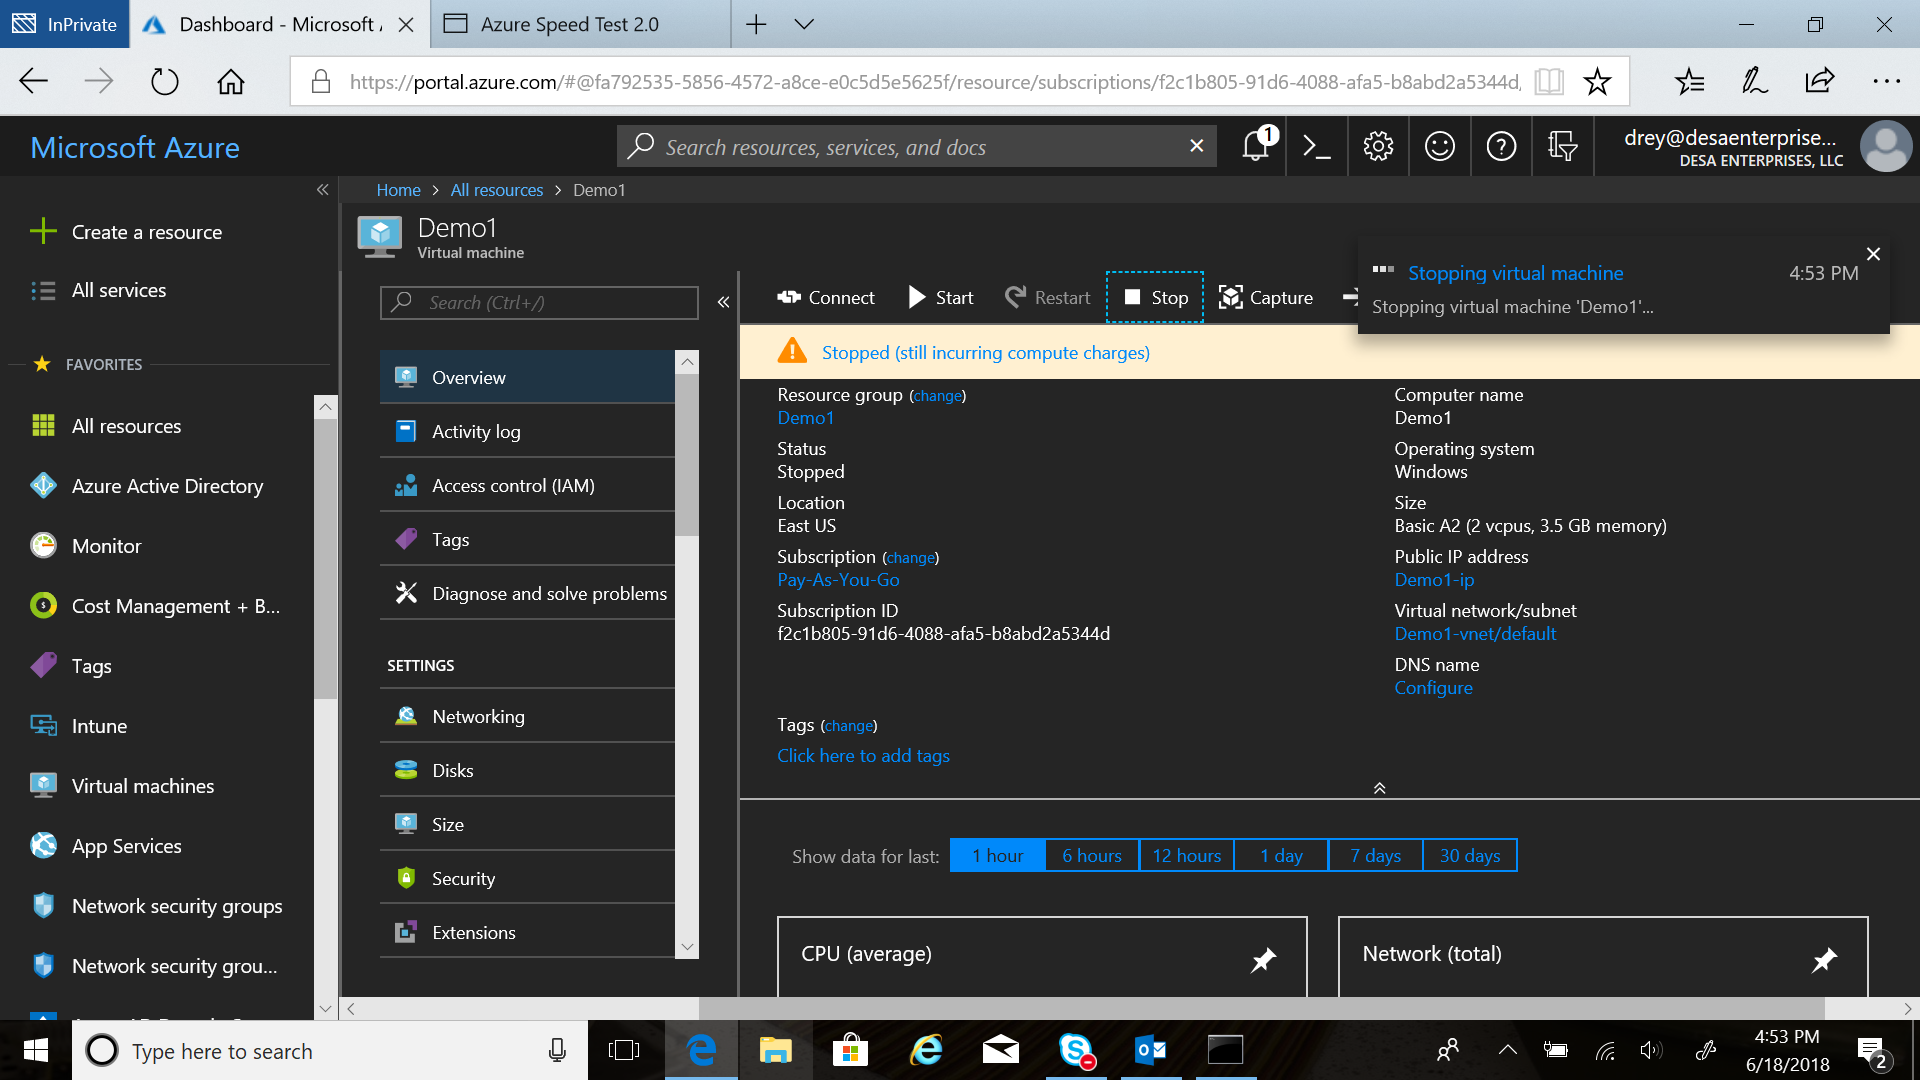 InPrivate
Dashboard - Microsoft
Azure Speed Test 2.0
https://portal.azure.com/#@fa792535-5856-4572-a8ce-e0c5d5e5625f/resource/subscriptions/f2c1b805-91d6-4088-afa5-b8abd2a5344d,
Microsoft Azure
Search resources, services, and docs
1
drey@desaenterprise...
DESA ENTERPRISES, LLC
Home > All resources > Demo1
Create a resource
All services
FAVORITES
All resources
Azure Active Directory
Monitor
Cost Management + B...
Tags
Intune
Virtual machines
App Services
Network security groups
Network security grou...
Demo1
Virtual machine
Search (Ctrl+/)
Overview
Activity log
Access control (IAM)
Tags
Diagnose and solve problems
SETTINGS
Networking
Disks
Size
Security
Extensions
Connect
Start
Restart
Stop
Capture
Stopping virtual machine
4:53 PM
Stopping virtual machine 'Demo1'...
Stopped (still incurring compute charges)
Resource group (change)
Demo1
Status
Stopped
Location
East US
Subscription (change)
Pay-As-You-Go
Subscription ID
f2c1b805-91d6-4088-afa5-b8abd2a5344d
Computer name
Demo1
Operating system
Windows
Size
Basic A2 (2 vcpus, 3.5 GB memory)
Public IP address
Demo1-ip
Virtual network/subnet
Demo1-vnet/default
DNS name
Configure
Tags (change)
Click here to add tags
Show data for last:
1 hour
6 hours
12 hours
1 day
7 days
30 days
CPU (average)
Network (total)
Type here to search
4:53 PM
6/18/2018
2